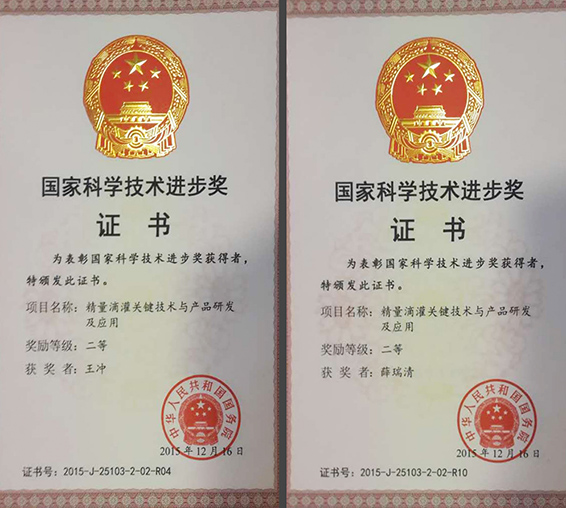 国家科学技术进步奖
证书
为表彰国家科学技术进步奖获得者，
特颁发此证书。
项目名称：精量滴灌关键技术与产品研发
及应用
奖励等级：二等
获奖者：王冲
中华人民共和国国务院
2015年12月16日
证书号：2015-J-25103-2-02-R04
国家科学技术进步奖
证书
为表彰国家科学技术进步奖获得者，
特颁发此证书。
项目名称：精量滴灌关键技术与产品研发
及应用
奖励等级：二等
获奖者：薛瑞清
中华人民共和国国务院
2015年12月16日
证书号：2015-J-25103-2-02-R10